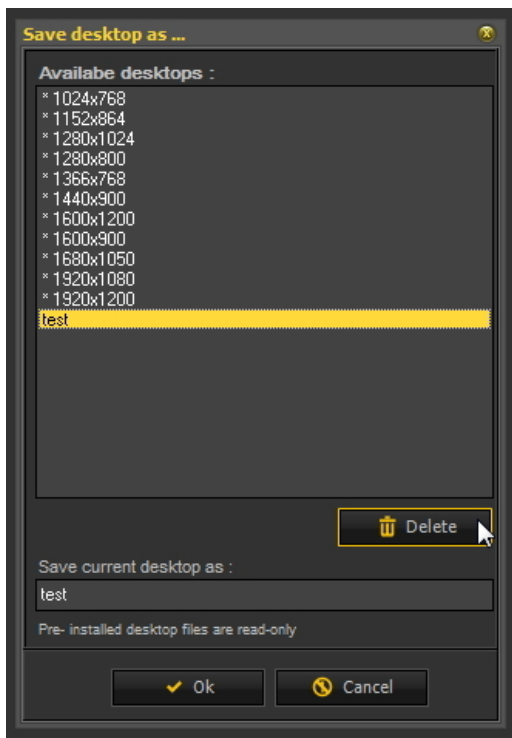 Save desktop as ...
Availabe desktops :
* 1024x768
* 1152x864
* 1280x1024
* 1280x800
* 1366x768
* 1440x900
* 1600x1200
* 1600x900
* 1680x1050
* 1920x1080
* 1920x1200
test
Delete
Save current desktop as :
test
Pre- installed desktop files are read-only
Ok
Cancel